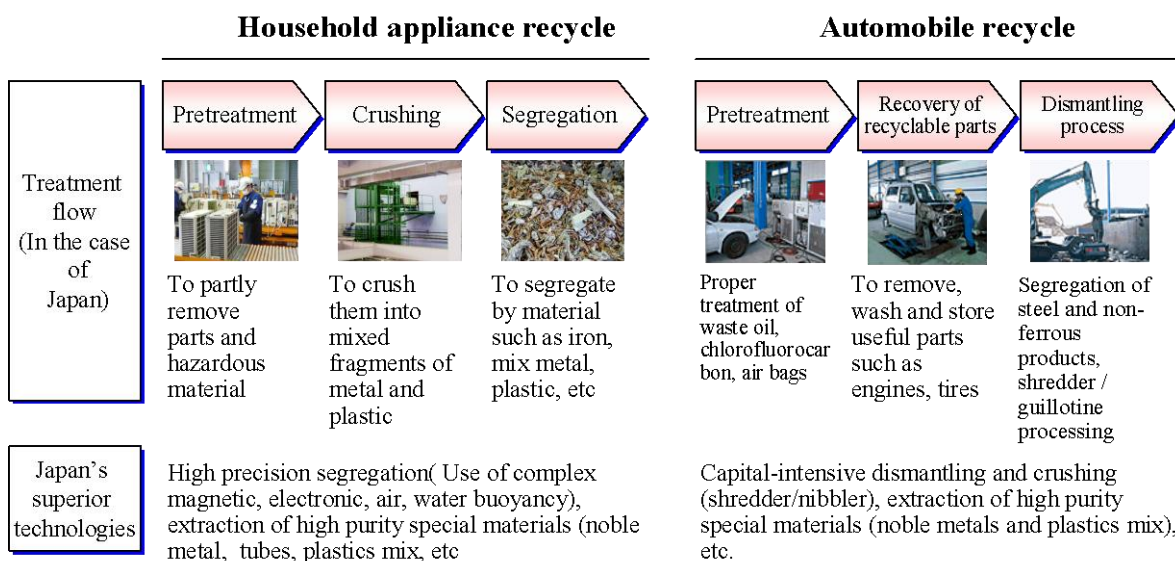 Household appliance recycle
Automobile recycle
Treatment
flow
(In the case
of
Japan)
Pretreatment
Crushing
Segregation
To partly
remove
parts and
hazardous
material
To crush
them into
mixed
fragments of
metal and
plastic
To segregate
by material
such as iron,
mix metal,
plastic, etc
Pretreatment
Recovery of
recyclable parts
Dismantling
process
Proper
treatment of
waste oil,
chlorofluorocar
bon, air bags
To remove,
wash and store
useful parts
such as
engines, tires
Segregation of
steel and non-
ferrous
products,
shredder /
guillotine
processing
Japan's
superior
technologies
High precision segregation( Use of complex
magnetic, electronic, air, water buoyancy),
extraction of high purity special materials (noble
metal,  tubes, plastics mix, etc
Capital-intensive dismantling and crushing
(shredder/nibbler), extraction of high purity
special materials (noble metals and plastics mix),
etc.